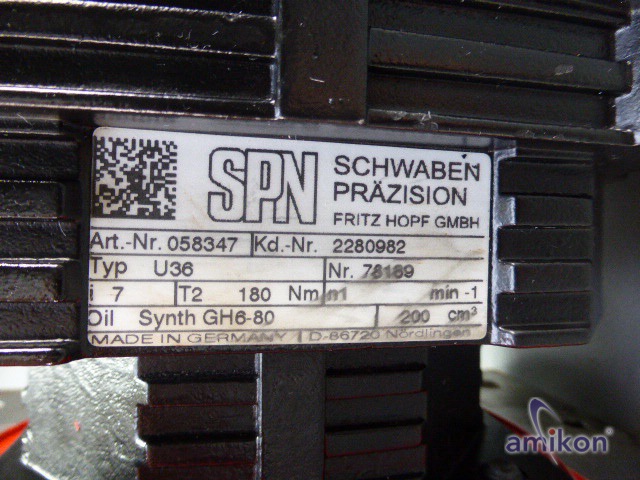 SPN
SCHWABEN
PRÄZISION
FRITZ HOPF GMBH
Art.-Nr. 058347 Kd.-Nr. 2280982
Typ U36 Nr. 78189
i 7 T2 180 Nm n1 min -1
Oil Synth GH6-80 200 cm³
MADE IN GERMANY D-86720 Nördlingen
amikon